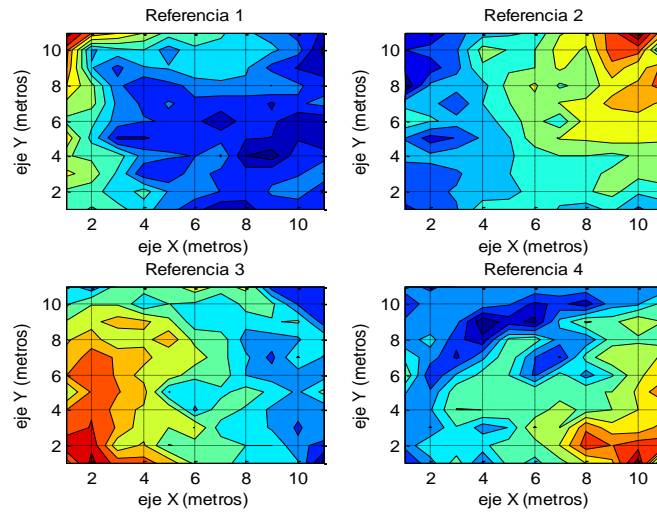 Referencia 1
10
8
6
4
2
eje Y (metros)
2 4 6 8 10
eje X (metros)
Referencia 2
10
8
6
4
2
eje Y (metros)
2 4 6 8 10
eje X (metros)
Referencia 3
10
8
6
4
2
eje Y (metros)
2 4 6 8 10
eje X (metros)
Referencia 4
10
8
6
4
2
eje Y (metros)
2 4 6 8 10
eje X (metros)